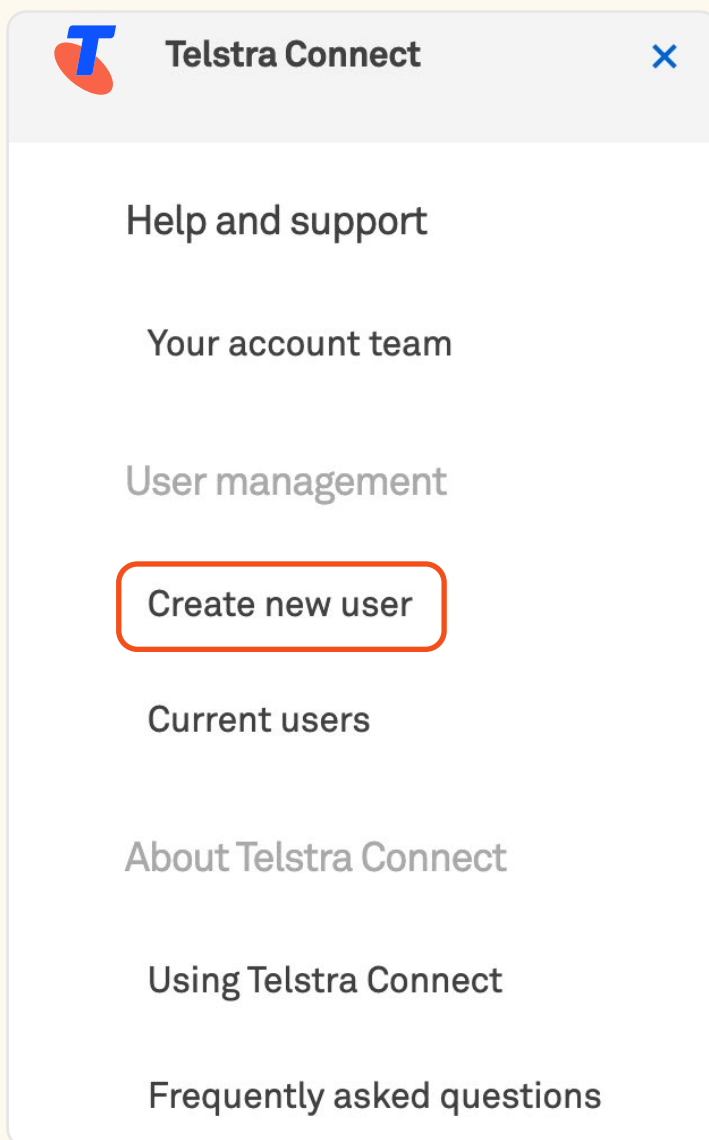 Telstra Connect
Help and support
Your account team
User management
Create new user
Current users
About Telstra Connect
Using Telstra Connect
Frequently asked questions